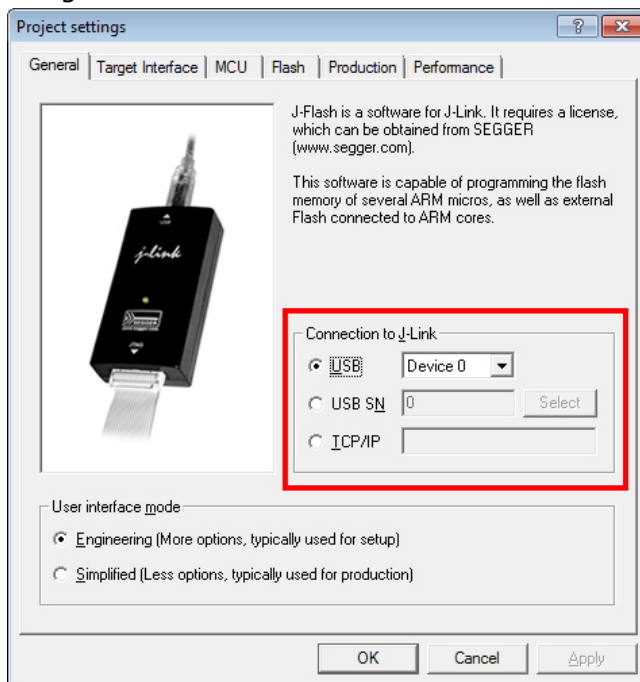 Project settings
General Target Interface MCU Flash Production Performance
J-Flash is a software for J-Link. It requires a license,
which can be obtained from SEGGER
(www.segger.com).
This software is capable of programming the flash
memory of several ARM micros, as well as external
Flash connected to ARM cores.
USB
j-link
SEGGER
JTAG
Connection to J-Link
USB Device 0
USB SN 0 Select
TCP/IP
User interface mode
Engineering (More options, typically used for setup)
Simplified (Less options, typically used for production)
OK Cancel Apply